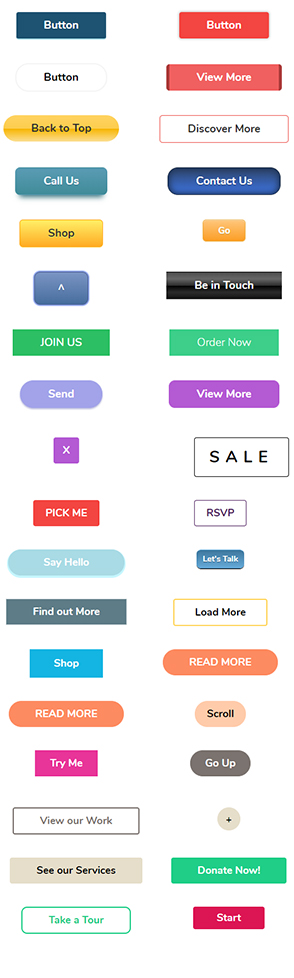 Button
Button
Button
View More
Back to Top
Discover More
Call Us
Contact Us
Shop
Go
^
Be in Touch
JOIN US
Order Now
Send
View More
X
SALE
PICK ME
RSVP
Say Hello
Let's Talk
Find out More
Load More
Shop
READ MORE
READ MORE
Scroll
Try Me
Go Up
View our Work
+
See our Services
Donate Now!
Take a Tour
Start